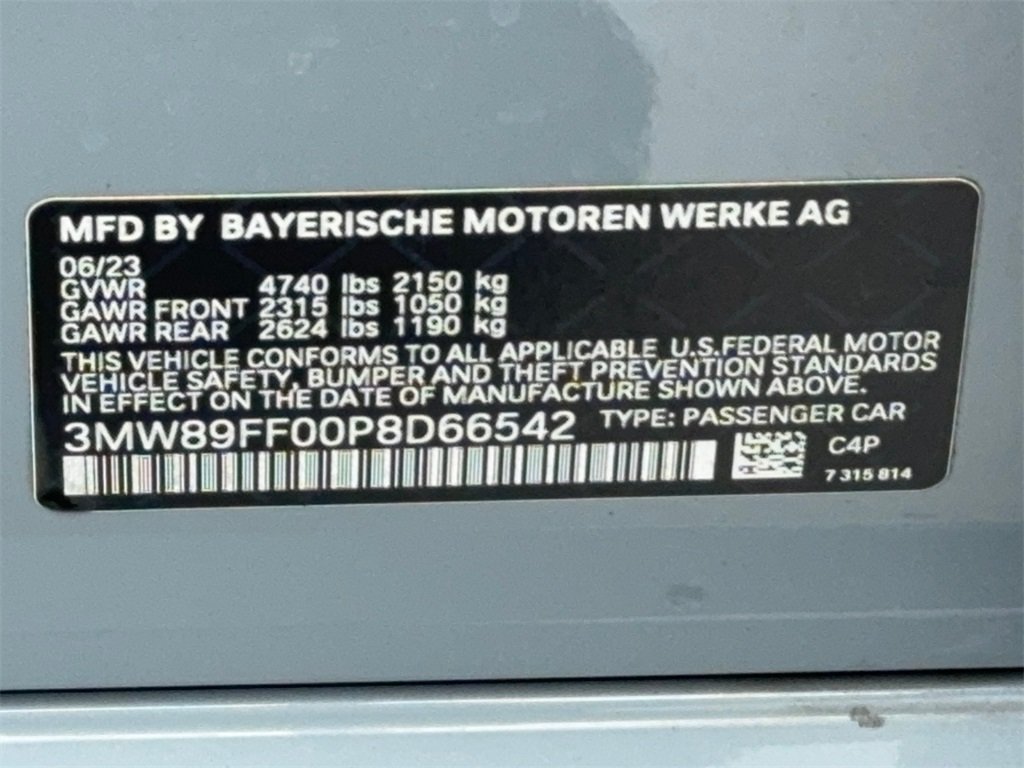 MFD BY BAYERISCHE MOTOREN WERKE AG
06/23
GVWR 4740 lbs 2150 kg
GAWR FRONT 2315 lbs 1050 kg
GAWR REAR 2624 lbs 1190 kg
THIS VEHICLE CONFORMS TO ALL APPLICABLE U.S.FEDERAL MOTOR
VEHICLE SAFETY, BUMPER AND THEFT PREVENTION STANDARDS
IN EFFECT ON THE DATE OF MANUFACTURE SHOWN ABOVE.
3MW89FF00P8D66542 TYPE: PASSENGER CAR
C4P
7 315 814